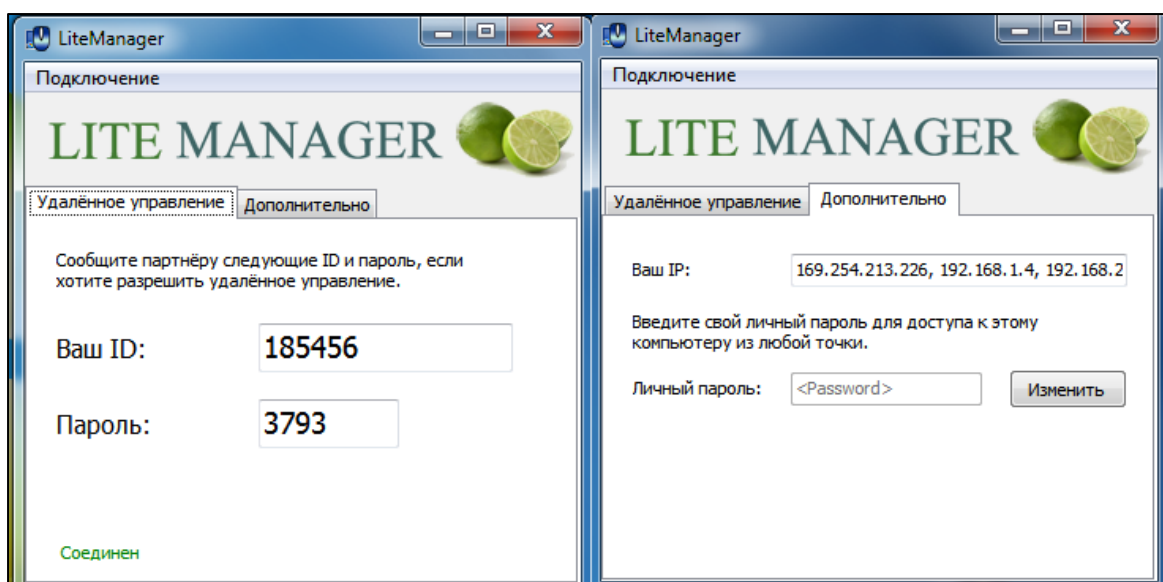 LiteManager
Подключение
LITE MANAGER
Удалённое управление
Дополнительно
Сообщите партнёру следующие ID и пароль, если
хотите разрешить удалённое управление.
Ваш ID:
185456
Пароль:
3793
Соединен
LiteManager
Подключение
LITE MANAGER
Удалённое управление
Дополнительно
Ваш IP:
169.254.213.226, 192.168.1.4, 192.168.2
Введите свой личный пароль для доступа к этому
компьютеру из любой точки.
Личный пароль:
<Password>
Изменить